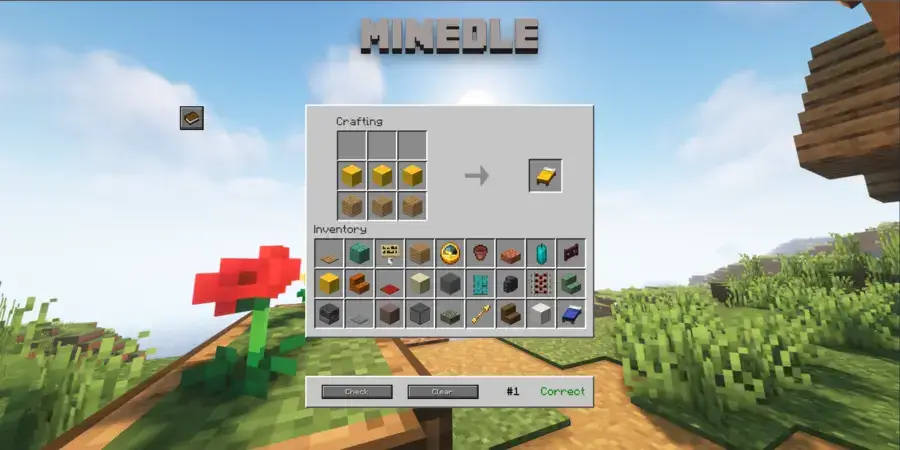 MINEDLE
Crafting
Inventory
Check
Clear
#1
Correct